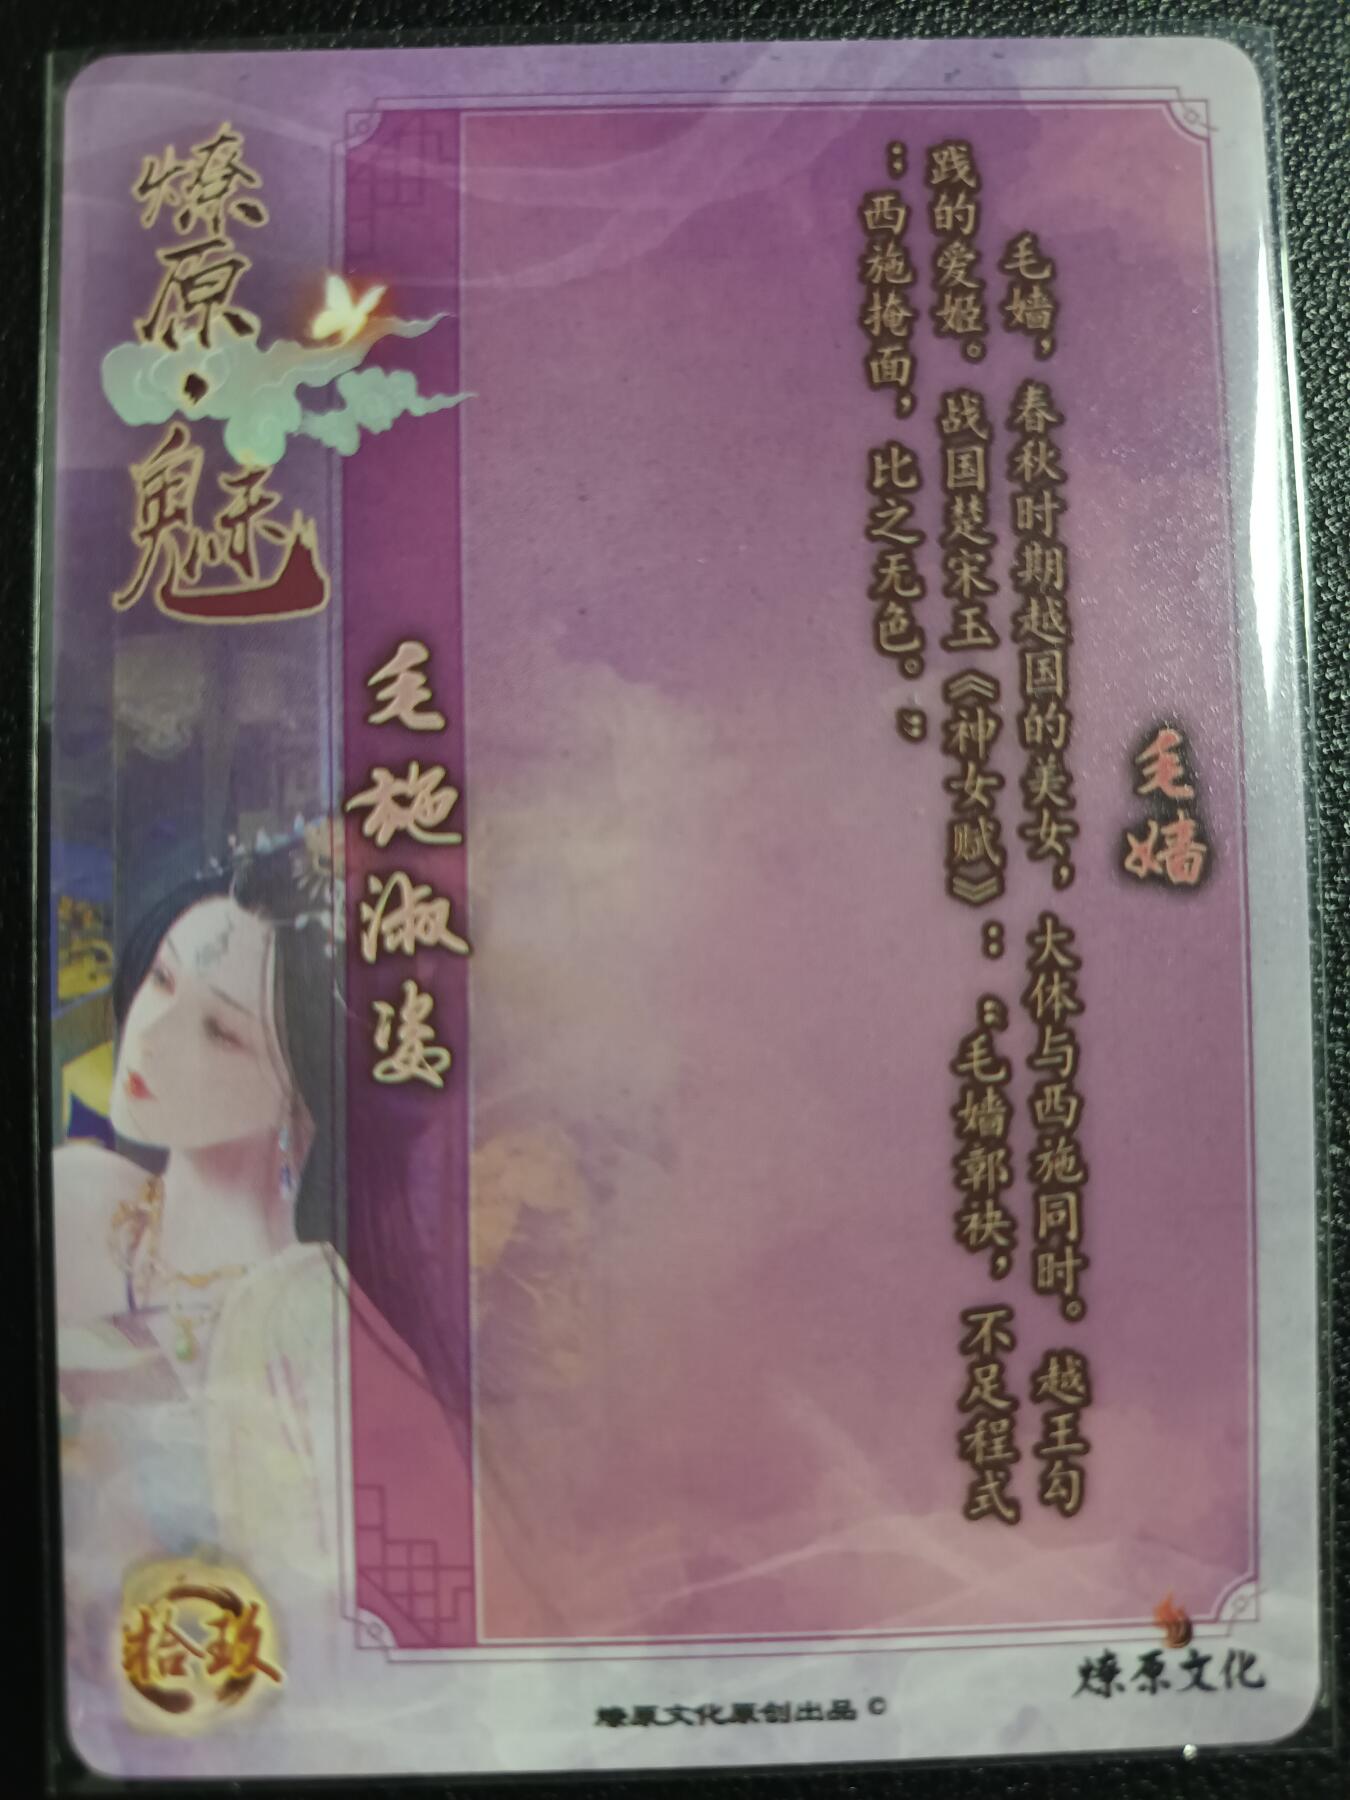 毛嫱
毛嫱，春秋时期越国的美女，大体与西施同时。越王勾
践的爱姬。战国楚宋玉《神女赋》：：毛嫱鄣袂，不足程式
：西施掩面，比之无色。：
毛施淑姿
燎原·魅
拾玖
燎原文化原创出品 ©
燎原文化